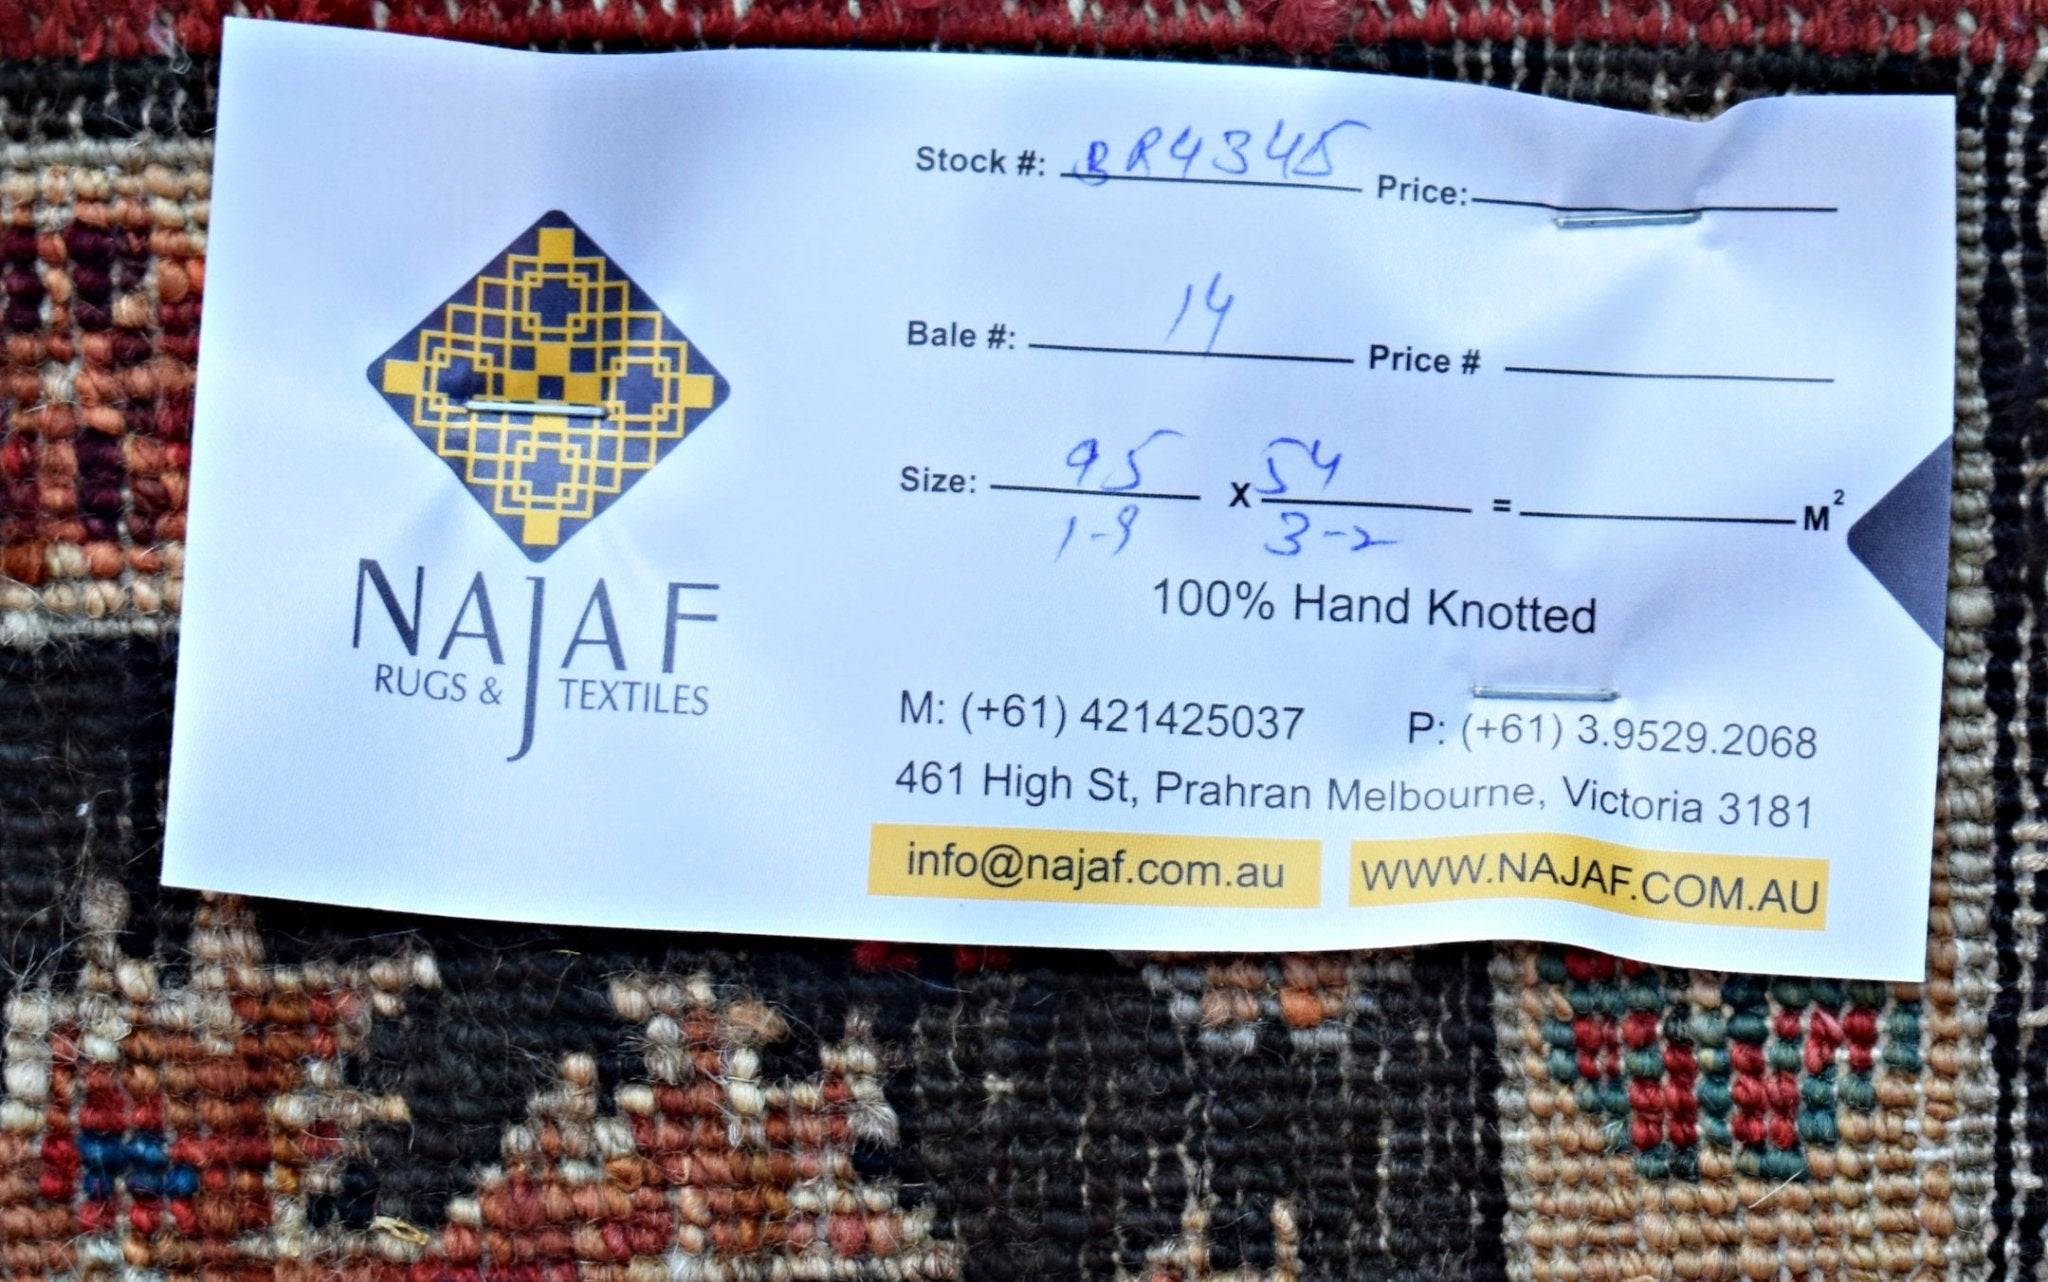 NAJAF
RUGS & TEXTILES
Stock #: BR4345 Price:
Bale #: 14 Price #
Size: 95 X 54 = M²
1-9 3-2
100% Hand Knotted
M: (+61) 421425037 P: (+61) 3.9529.2068
461 High St, Prahran Melbourne, Victoria 3181
info@najaf.com.au WWW.NAJAF.COM.AU